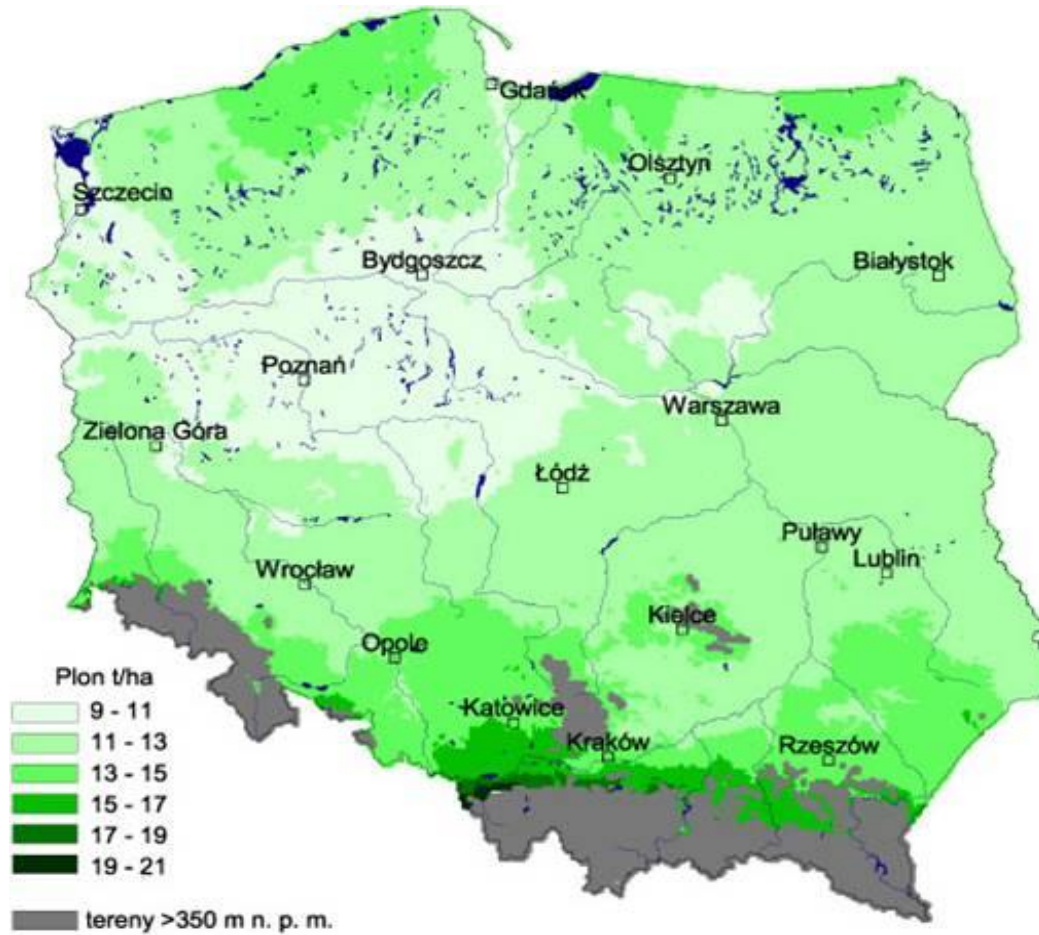 Gdańsk
Olsztyn
Szczecin
Bydgoszcz
Białystok
Poznań
Warszawa
Zielona Góra
Łódź
Puławy
Lublin
Wrocław
Kielce
Opole
Katowice
Kraków
Rzeszów
Plon t/ha
9 - 11
11 - 13
13 - 15
15 - 17
17 - 19
19 - 21
tereny >350 m n. p. m.